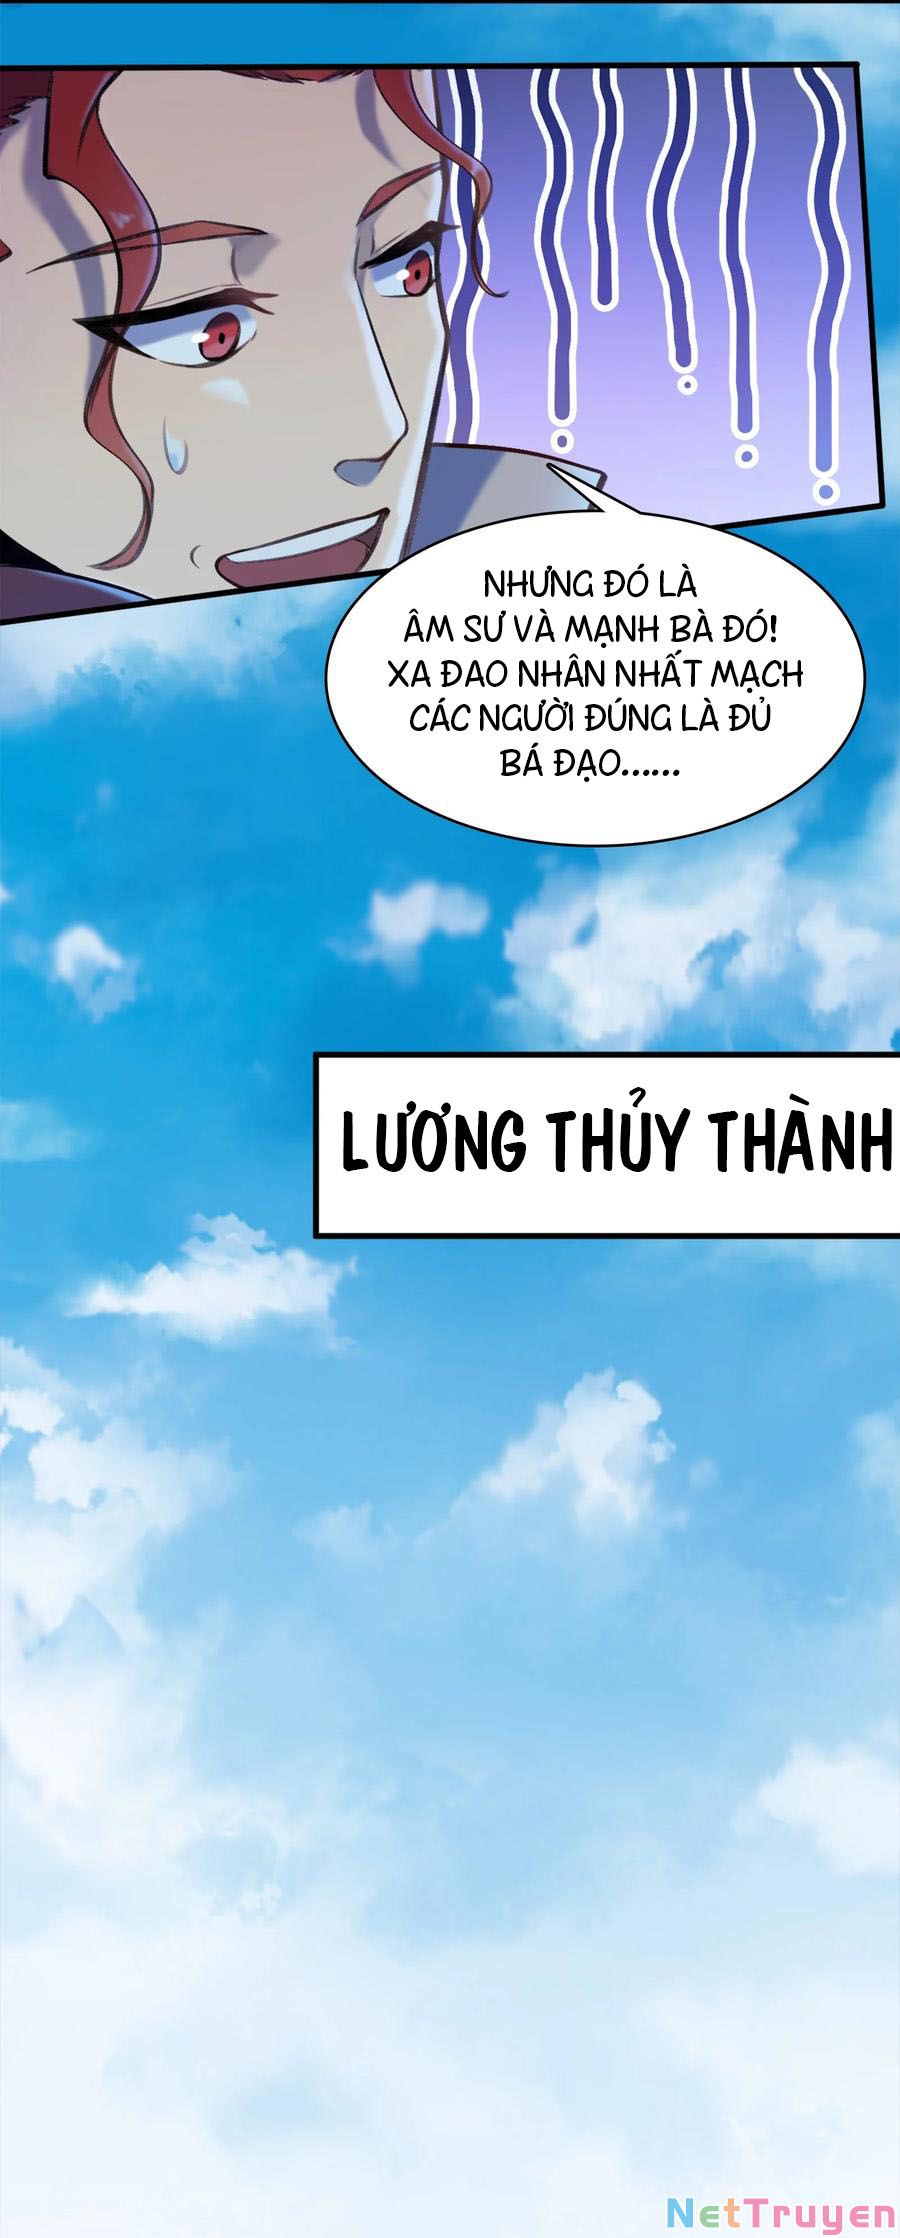 NHƯNG ĐÓ LÀ
ÂM SƯ VÀ MẠNH BÀ ĐÓ!
XA ĐAO NHÂN NHẤT MẠCH
CÁC NGƯỜI ĐÚNG LÀ ĐỦ
BÁ ĐẠO......
LƯƠNG THỦY THÀNH
NetTruyen